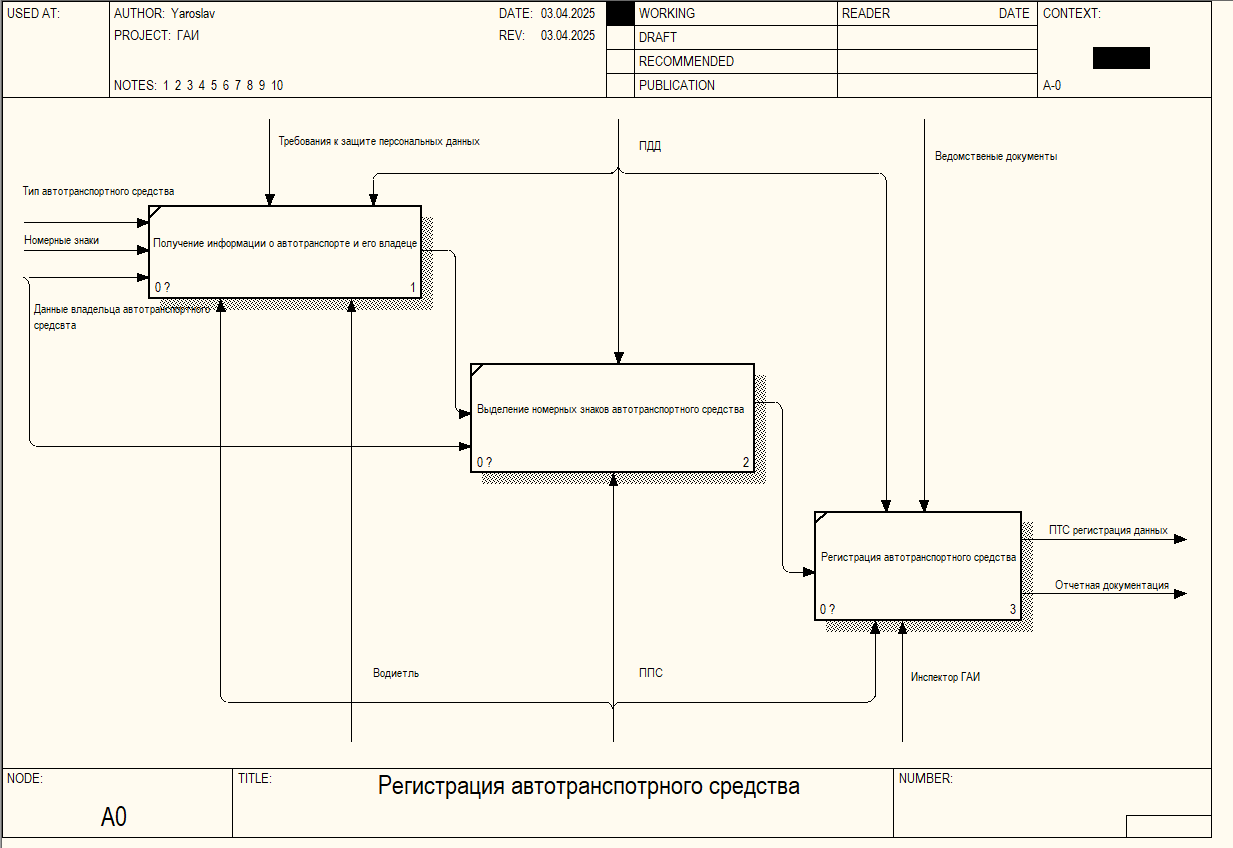 USED AT:
AUTHOR: Yaroslav
DATE: 03.04.2025
PROJECT: ГАИ
REV: 03.04.2025
NOTES: 1 2 3 4 5 6 7 8 9 10
WORKING
DRAFT
RECOMMENDED
PUBLICATION
READER DATE
CONTEXT:
A-0
Требования к защите персональных данных
ПДД
Ведомственые документы
Тип автотранспортного средства
Номерные знаки
Получение информации о автотранспорте и его владеце
0 ? 1
Данные владельца автотранспортного
средсвта
Выделение номерных знаков автотранспортного средства
0 ? 2
Регистрация автотранспортного средства
0 ? 3
ПТС регистрация данных
Отчетная документация
Водиетль
ППС
Инспектор ГАИ
NODE:
A0
TITLE:
Регистрация автотранспотрного средства
NUMBER: